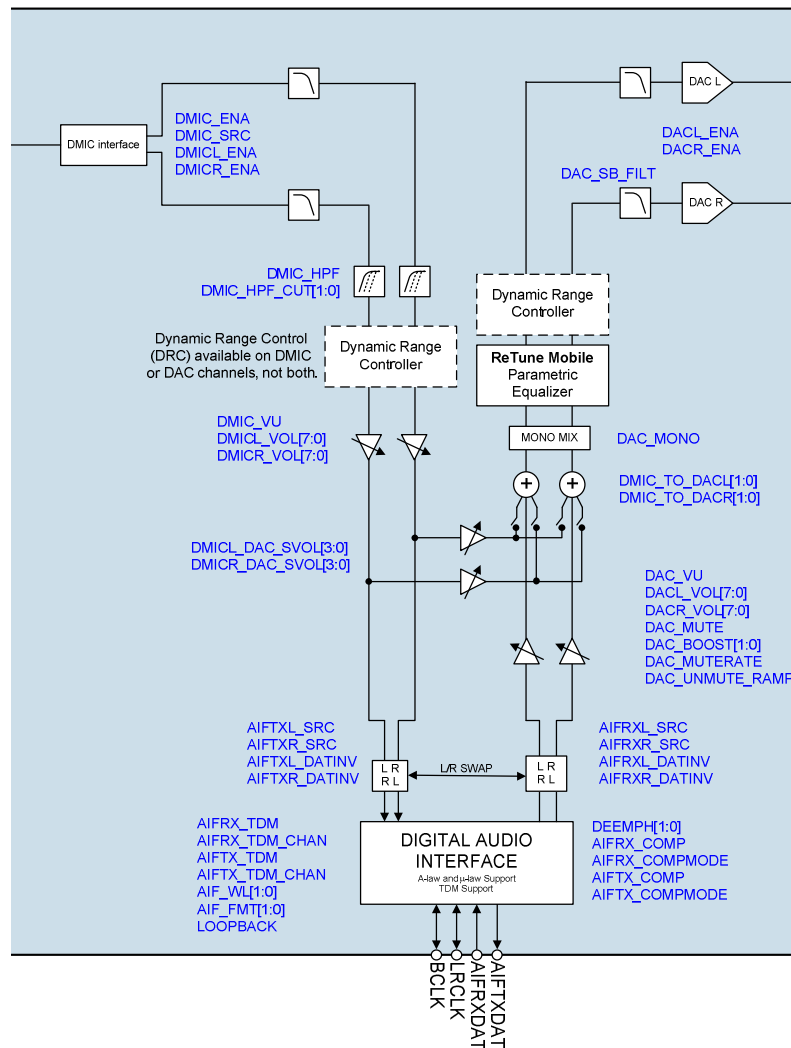 DAC L
DMIC_ENA
DMIC_SRC
DMICL_ENA
DMICR_ENA
DMIC interface
DACL_ENA
DACR_ENA
DAC_SB_FILT
DAC R
DMIC_HPF
DMIC_HPF_CUT[1:0]
Dynamic Range
Controller
Dynamic Range Control
(DRC) available on DMIC
or DAC channels, not both.
Dynamic Range
Controller
ReTune Mobile
Parametric
Equalizer
DMIC_VU
DMICL_VOL[7:0]
DMICR_VOL[7:0]
MONO MIX
DAC_MONO
+
+
DMIC_TO_DACL[1:0]
DMIC_TO_DACR[1:0]
DMICL_DAC_SVOL[3:0]
DMICR_DAC_SVOL[3:0]
DAC_VU
DACL_VOL[7:0]
DACR_VOL[7:0]
DAC_MUTE
DAC_BOOST[1:0]
DAC_MUTERATE
DAC_UNMUTE_RAMP
AIFTXL_SRC
AIFTXR_SRC
AIFTXL_DATINV
AIFTXR_DATINV
L R
R L
L/R SWAP
L R
R L
AIFRXL_SRC
AIFRXR_SRC
AIFRXL_DATINV
AIFRXR_DATINV
AIFRX_TDM
AIFRX_TDM_CHAN
AIFTX_TDM
AIFTX_TDM_CHAN
AIF_WL[1:0]
AIF_FMT[1:0]
LOOPBACK
DIGITAL AUDIO
INTERFACE
A-law and µ-law Support
TDM Support
DEEMPH[1:0]
AIFRX_COMP
AIFRX_COMPMODE
AIFTX_COMP
AIFTX_COMPMODE
BCLK
LRCLK
AIFRXDAT
AIFTXDAT